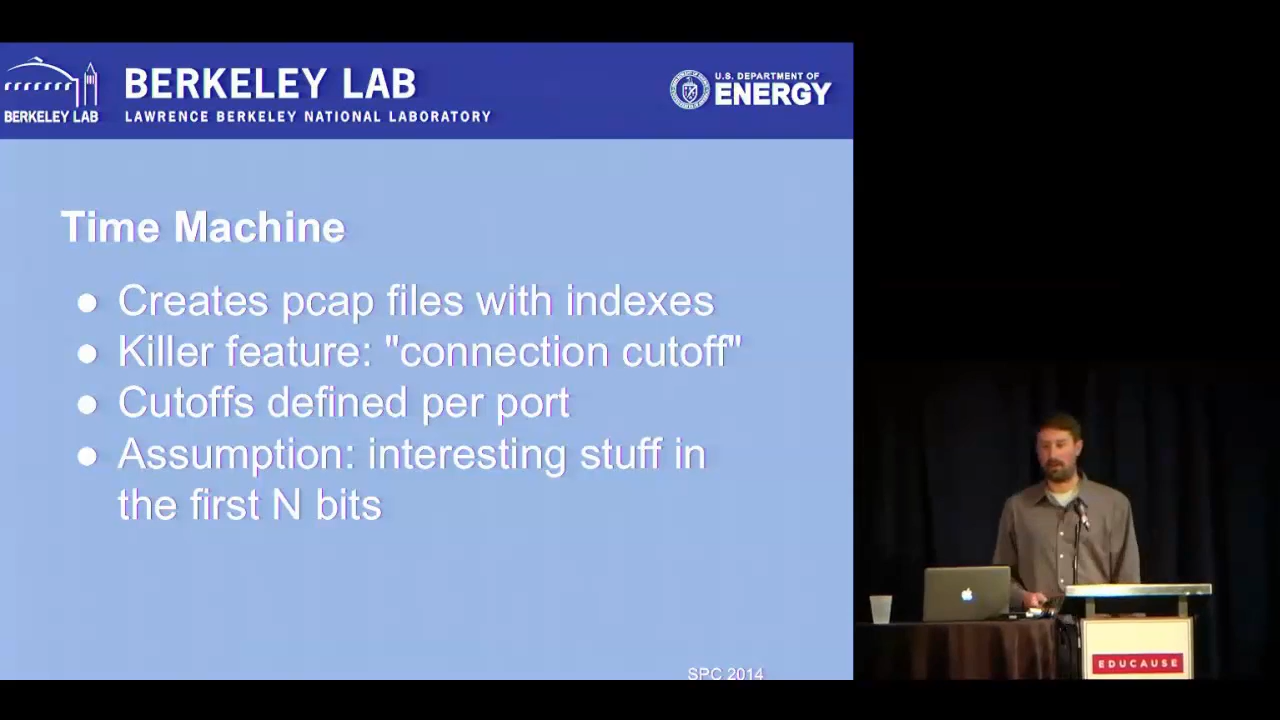 BERKELEY LAB
BERKELEY LAB
LAWRENCE BERKELEY NATIONAL LABORATORY
U.S. DEPARTMENT OF
ENERGY
Time Machine
● Creates pcap files with indexes
● Killer feature: "connection cutoff"
● Cutoffs defined per port
● Assumption: interesting stuff in
the first N bits
SPC 2014
EDUCAUSE